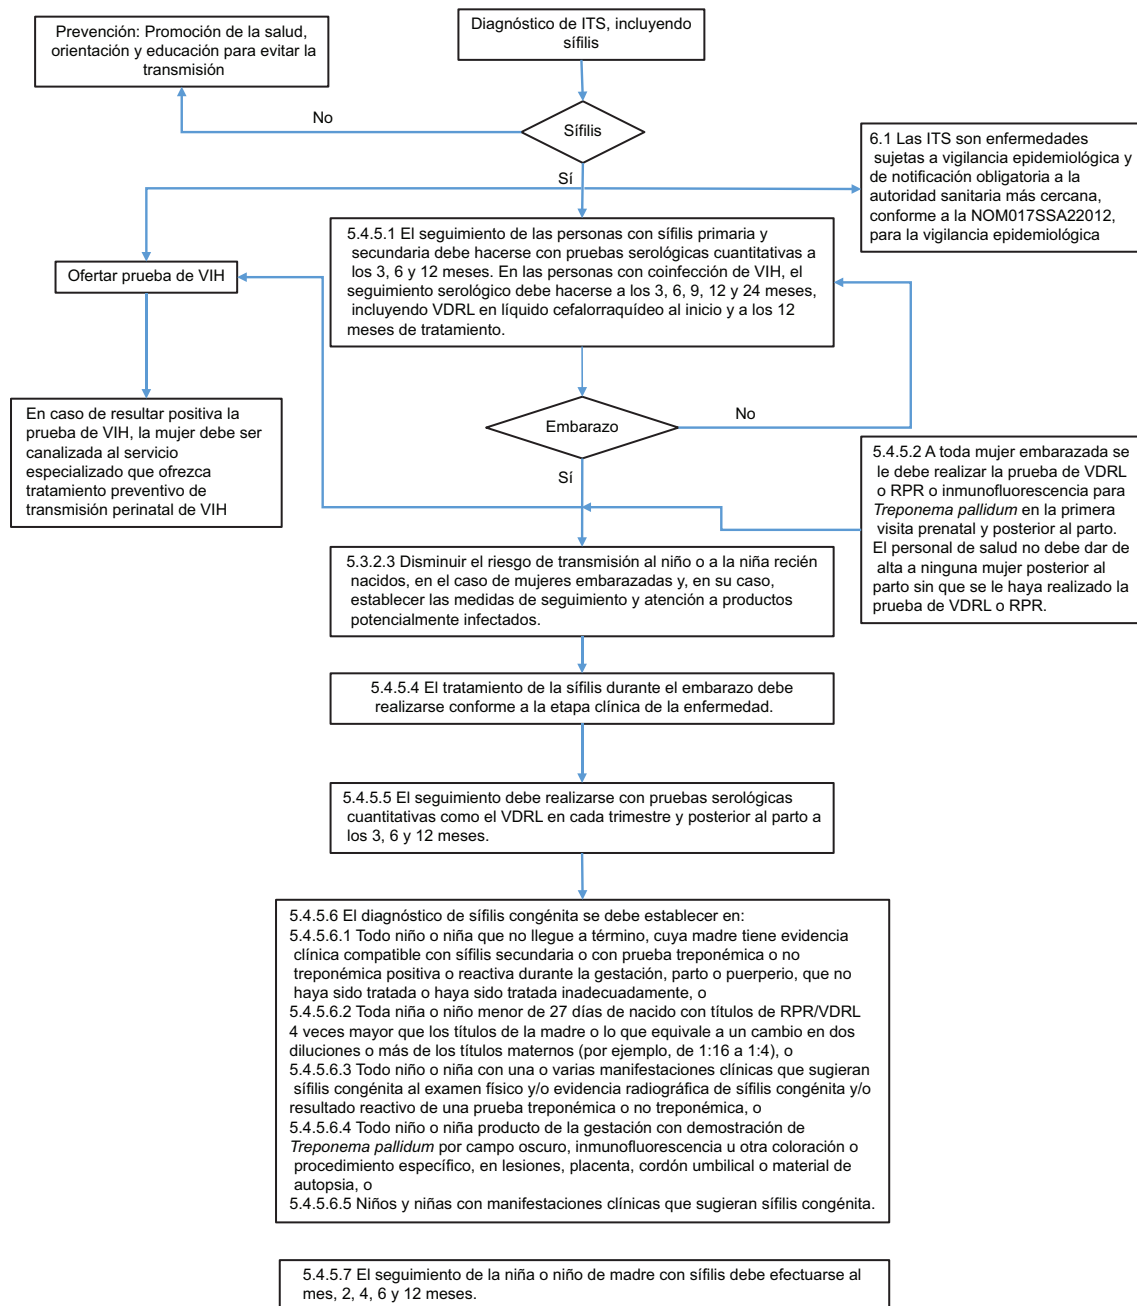 Prevención: Promoción de la salud,
orientación y educación para evitar la
transmisión
Diagnóstico de ITS, incluyendo
sífilis
No
Sífilis
Sí
6.1 Las ITS son enfermedades
sujetas a vigilancia epidemiológica y
de notificación obligatoria a la
autoridad sanitaria más cercana,
conforme a la NOM017SSA22012,
para la vigilancia epidemiológica
5.4.5.1 El seguimiento de las personas con sífilis primaria y
secundaria debe hacerse con pruebas serológicas cuantitativas a
los 3, 6 y 12 meses. En las personas con coinfección de VIH, el
seguimiento serológico debe hacerse a los 3, 6, 9, 12 y 24 meses,
incluyendo VDRL en líquido cefalorraquídeo al inicio y a los 12
meses de tratamiento.
Ofertar prueba de VIH
En caso de resultar positiva la
prueba de VIH, la mujer debe ser
canalizada al servicio
especializado que ofrezca
tratamiento preventivo de
transmisión perinatal de VIH
Embarazo
No
Sí
5.4.5.2 A toda mujer embarazada se
le debe realizar la prueba de VDRL
o RPR o inmunofluorescencia para
Treponema pallidum en la primera
visita prenatal y posterior al parto.
El personal de salud no debe dar de
alta a ninguna mujer posterior al
parto sin que se le haya realizado la
prueba de VDRL o RPR.
5.3.2.3 Disminuir el riesgo de transmisión al niño o a la niña recién
nacidos, en el caso de mujeres embarazadas y, en su caso,
establecer las medidas de seguimiento y atención a productos
potencialmente infectados.
5.4.5.4 El tratamiento de la sífilis durante el embarazo debe
realizarse conforme a la etapa clínica de la enfermedad.
5.4.5.5 El seguimiento debe realizarse con pruebas serológicas
cuantitativas como el VDRL en cada trimestre y posterior al parto a
los 3, 6 y 12 meses.
5.4.5.6 El diagnóstico de sífilis congénita se debe establecer en:
5.4.5.6.1 Todo niño o niña que no llegue a término, cuya madre tiene evidencia
clínica compatible con sífilis secundaria o con prueba treponémica o no
treponémica positiva o reactiva durante la gestación, parto o puerperio, que no
haya sido tratada o haya sido tratada inadecuadamente, o
5.4.5.6.2 Toda niña o niño menor de 27 días de nacido con títulos de RPR/VDRL
4 veces mayor que los títulos de la madre o lo que equivale a un cambio en dos
diluciones o más de los títulos maternos (por ejemplo, de 1:16 a 1:4), o
5.4.5.6.3 Todo niño o niña con una o varias manifestaciones clínicas que sugieran
sífilis congénita al examen físico y/o evidencia radiográfica de sífilis congénita y/o
resultado reactivo de una prueba treponémica o no treponémica, o
5.4.5.6.4 Todo niño o niña producto de la gestación con demostración de
Treponema pallidum por campo oscuro, inmunofluorescencia u otra coloración o
procedimiento específico, en lesiones, placenta, cordón umbilical o material de
autopsia, o
5.4.5.6.5 Niños y niñas con manifestaciones clínicas que sugieran sífilis congénita.
5.4.5.7 El seguimiento de la niña o niño de madre con sífilis debe efectuarse al
mes, 2, 4, 6 y 12 meses.